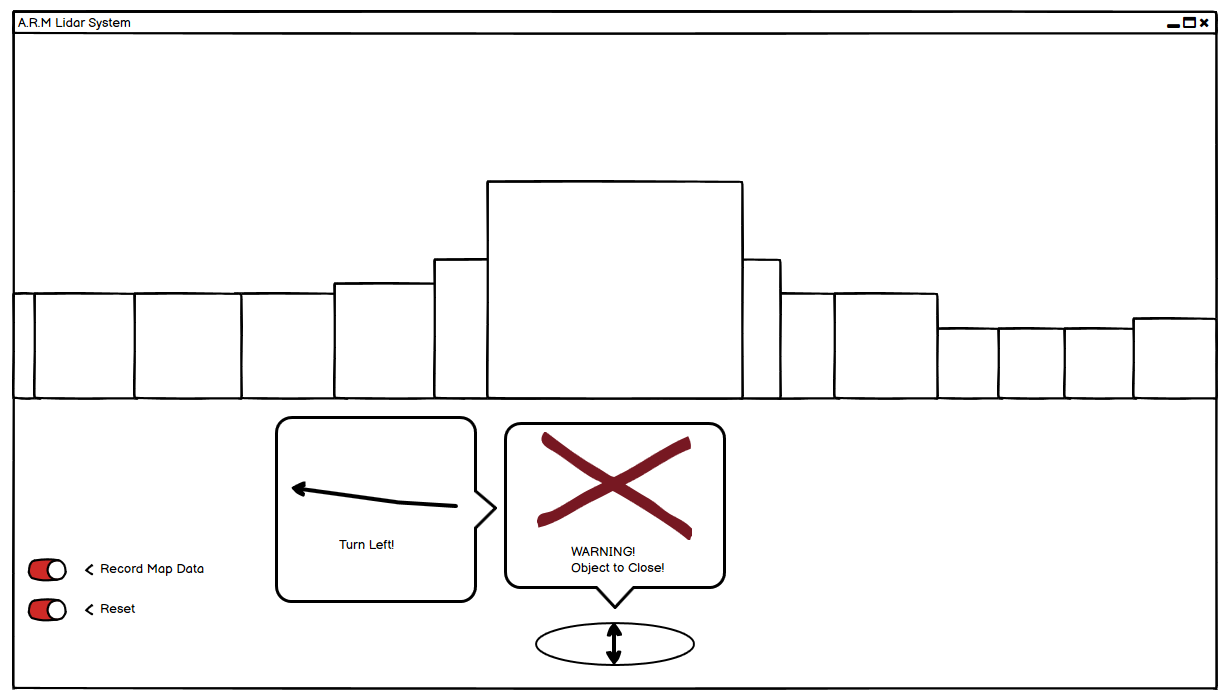 A.R.M Lidar System
Turn Left!
WARNING!
Object to Close!
< Record Map Data
< Reset